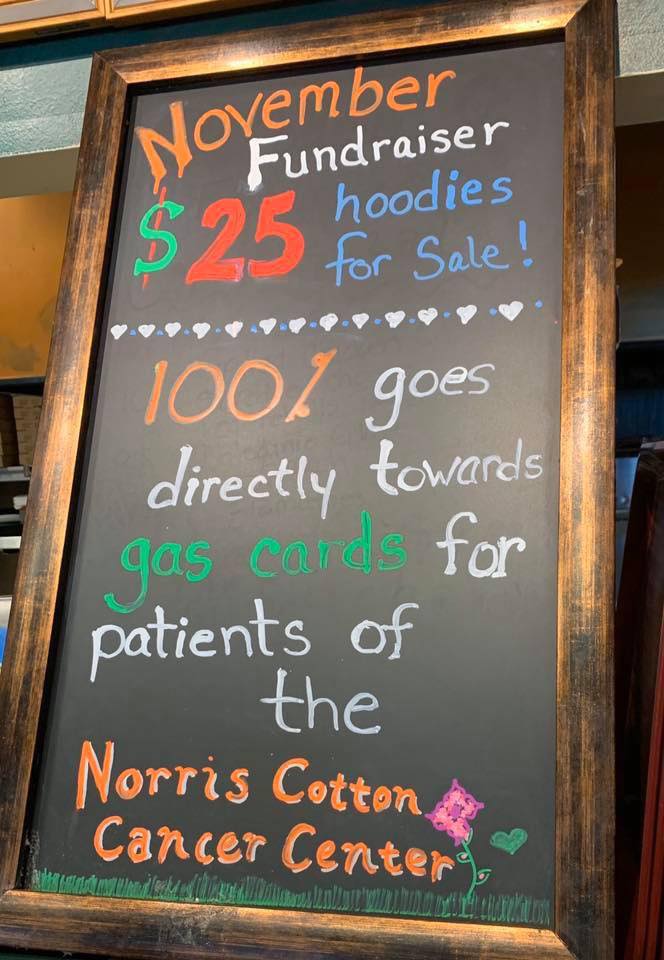 November
Fundraiser
$25 hoodies
for Sale!
100% goes
directly towards
gas cards for
patients of
the
Norris Cotton
Cancer Center